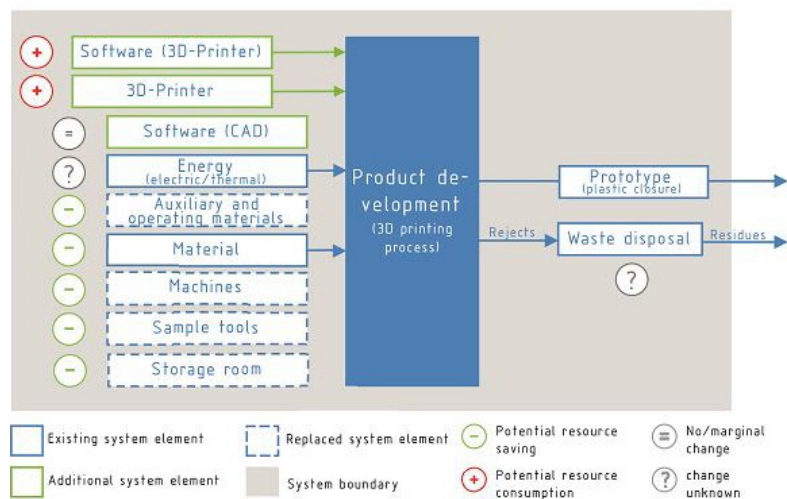 + Software (3D-Printer)
+ 3D-Printer
= Software (CAD)
? Energy
(electric/thermal)
- Auxiliary and
operating materials
- Material
- Machines
- Sample tools
- Storage room
Product de-
velopment
(3D printing
process)
Prototype
(plastic closure)
Rejects
Waste disposal
Residues
?
Existing system element
Replaced system element
- Potential resource
saving
= No/marginal
change
Additional system element
System boundary
+ Potential resource
consumption
? change
unknown